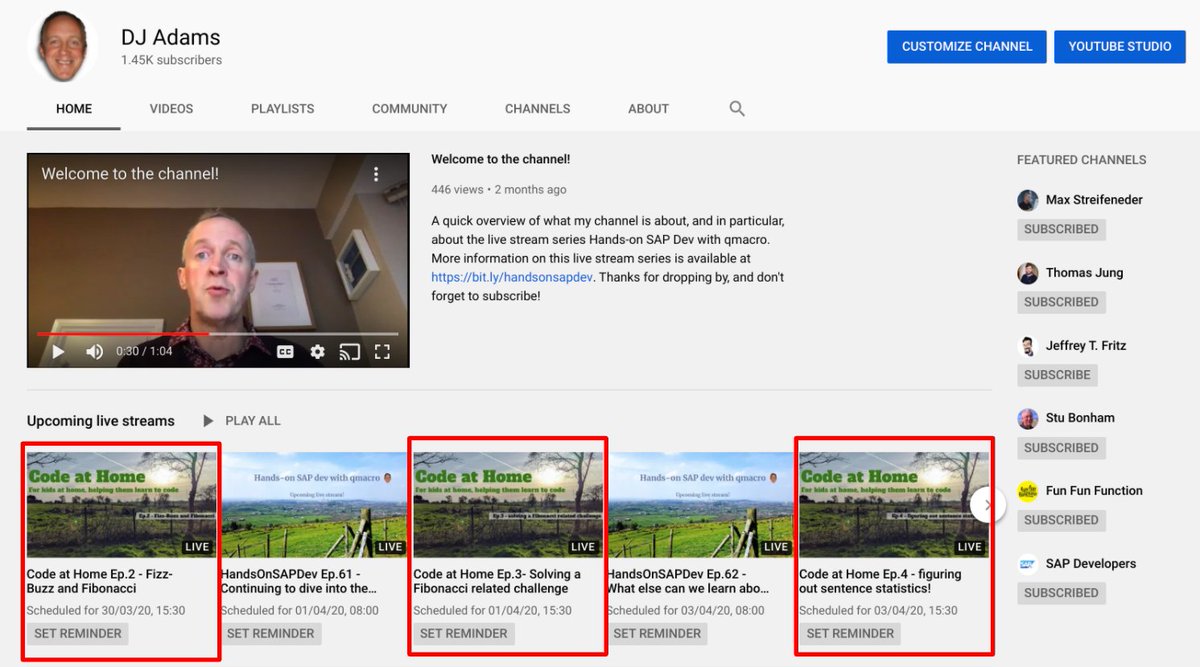 DJ Adams
1.45K subscribers
CUSTOMIZE CHANNEL
YOUTUBE STUDIO
HOME
VIDEOS
PLAYLISTS
COMMUNITY
CHANNELS
ABOUT
Welcome to the channel!
0:30 / 1:04
CC
Welcome to the channel!
446 views • 2 months ago
A quick overview of what my channel is about, and in particular,
about the live stream series Hands-on SAP Dev with qmacro.
More information on this live stream series is available at
https://bit.ly/handsonsapdev. Thanks for dropping by, and don't
forget to subscribe!
FEATURED CHANNELS
Max Streifeneder
SUBSCRIBED
Thomas Jung
SUBSCRIBED
Jeffrey T. Fritz
SUBSCRIBE
Stu Bonham
SUBSCRIBED
Fun Fun Function
SUBSCRIBED
SAP Developers
SUBSCRIBED
Upcoming live streams
PLAY ALL
Code at Home
For kids at home, helping them learn to code
Ep.2 - Fizz-Buzz and Fibonacci
LIVE
Code at Home Ep.2 - Fizz-
Buzz and Fibonacci
Scheduled for 30/03/20, 15:30
SET REMINDER
Hands-on SAP dev with qmacro
Upcoming live stream!
LIVE
HandsOnSAPDev Ep.61 -
Continuing to dive into the...
Scheduled for 01/04/20, 08:00
SET REMINDER
Code at Home
For kids at home, helping them learn to code
Ep.3 - solving a Fibonacci related challenge
LIVE
Code at Home Ep.3- Solving a
Fibonacci related challenge
Scheduled for 01/04/20, 15:30
SET REMINDER
Hands-on SAP dev with qmacro
Upcoming live stream!
LIVE
HandsOnSAPDev Ep.62 -
What else can we learn abo...
Scheduled for 03/04/20, 08:00
SET REMINDER
Code at Home
For kids at home, helping them learn to code
Ep.4 - figuring out sentence
LIVE
Code at Home Ep.4 - figuring
out sentence statistics!
Scheduled for 03/04/20, 15:30
SET REMINDER